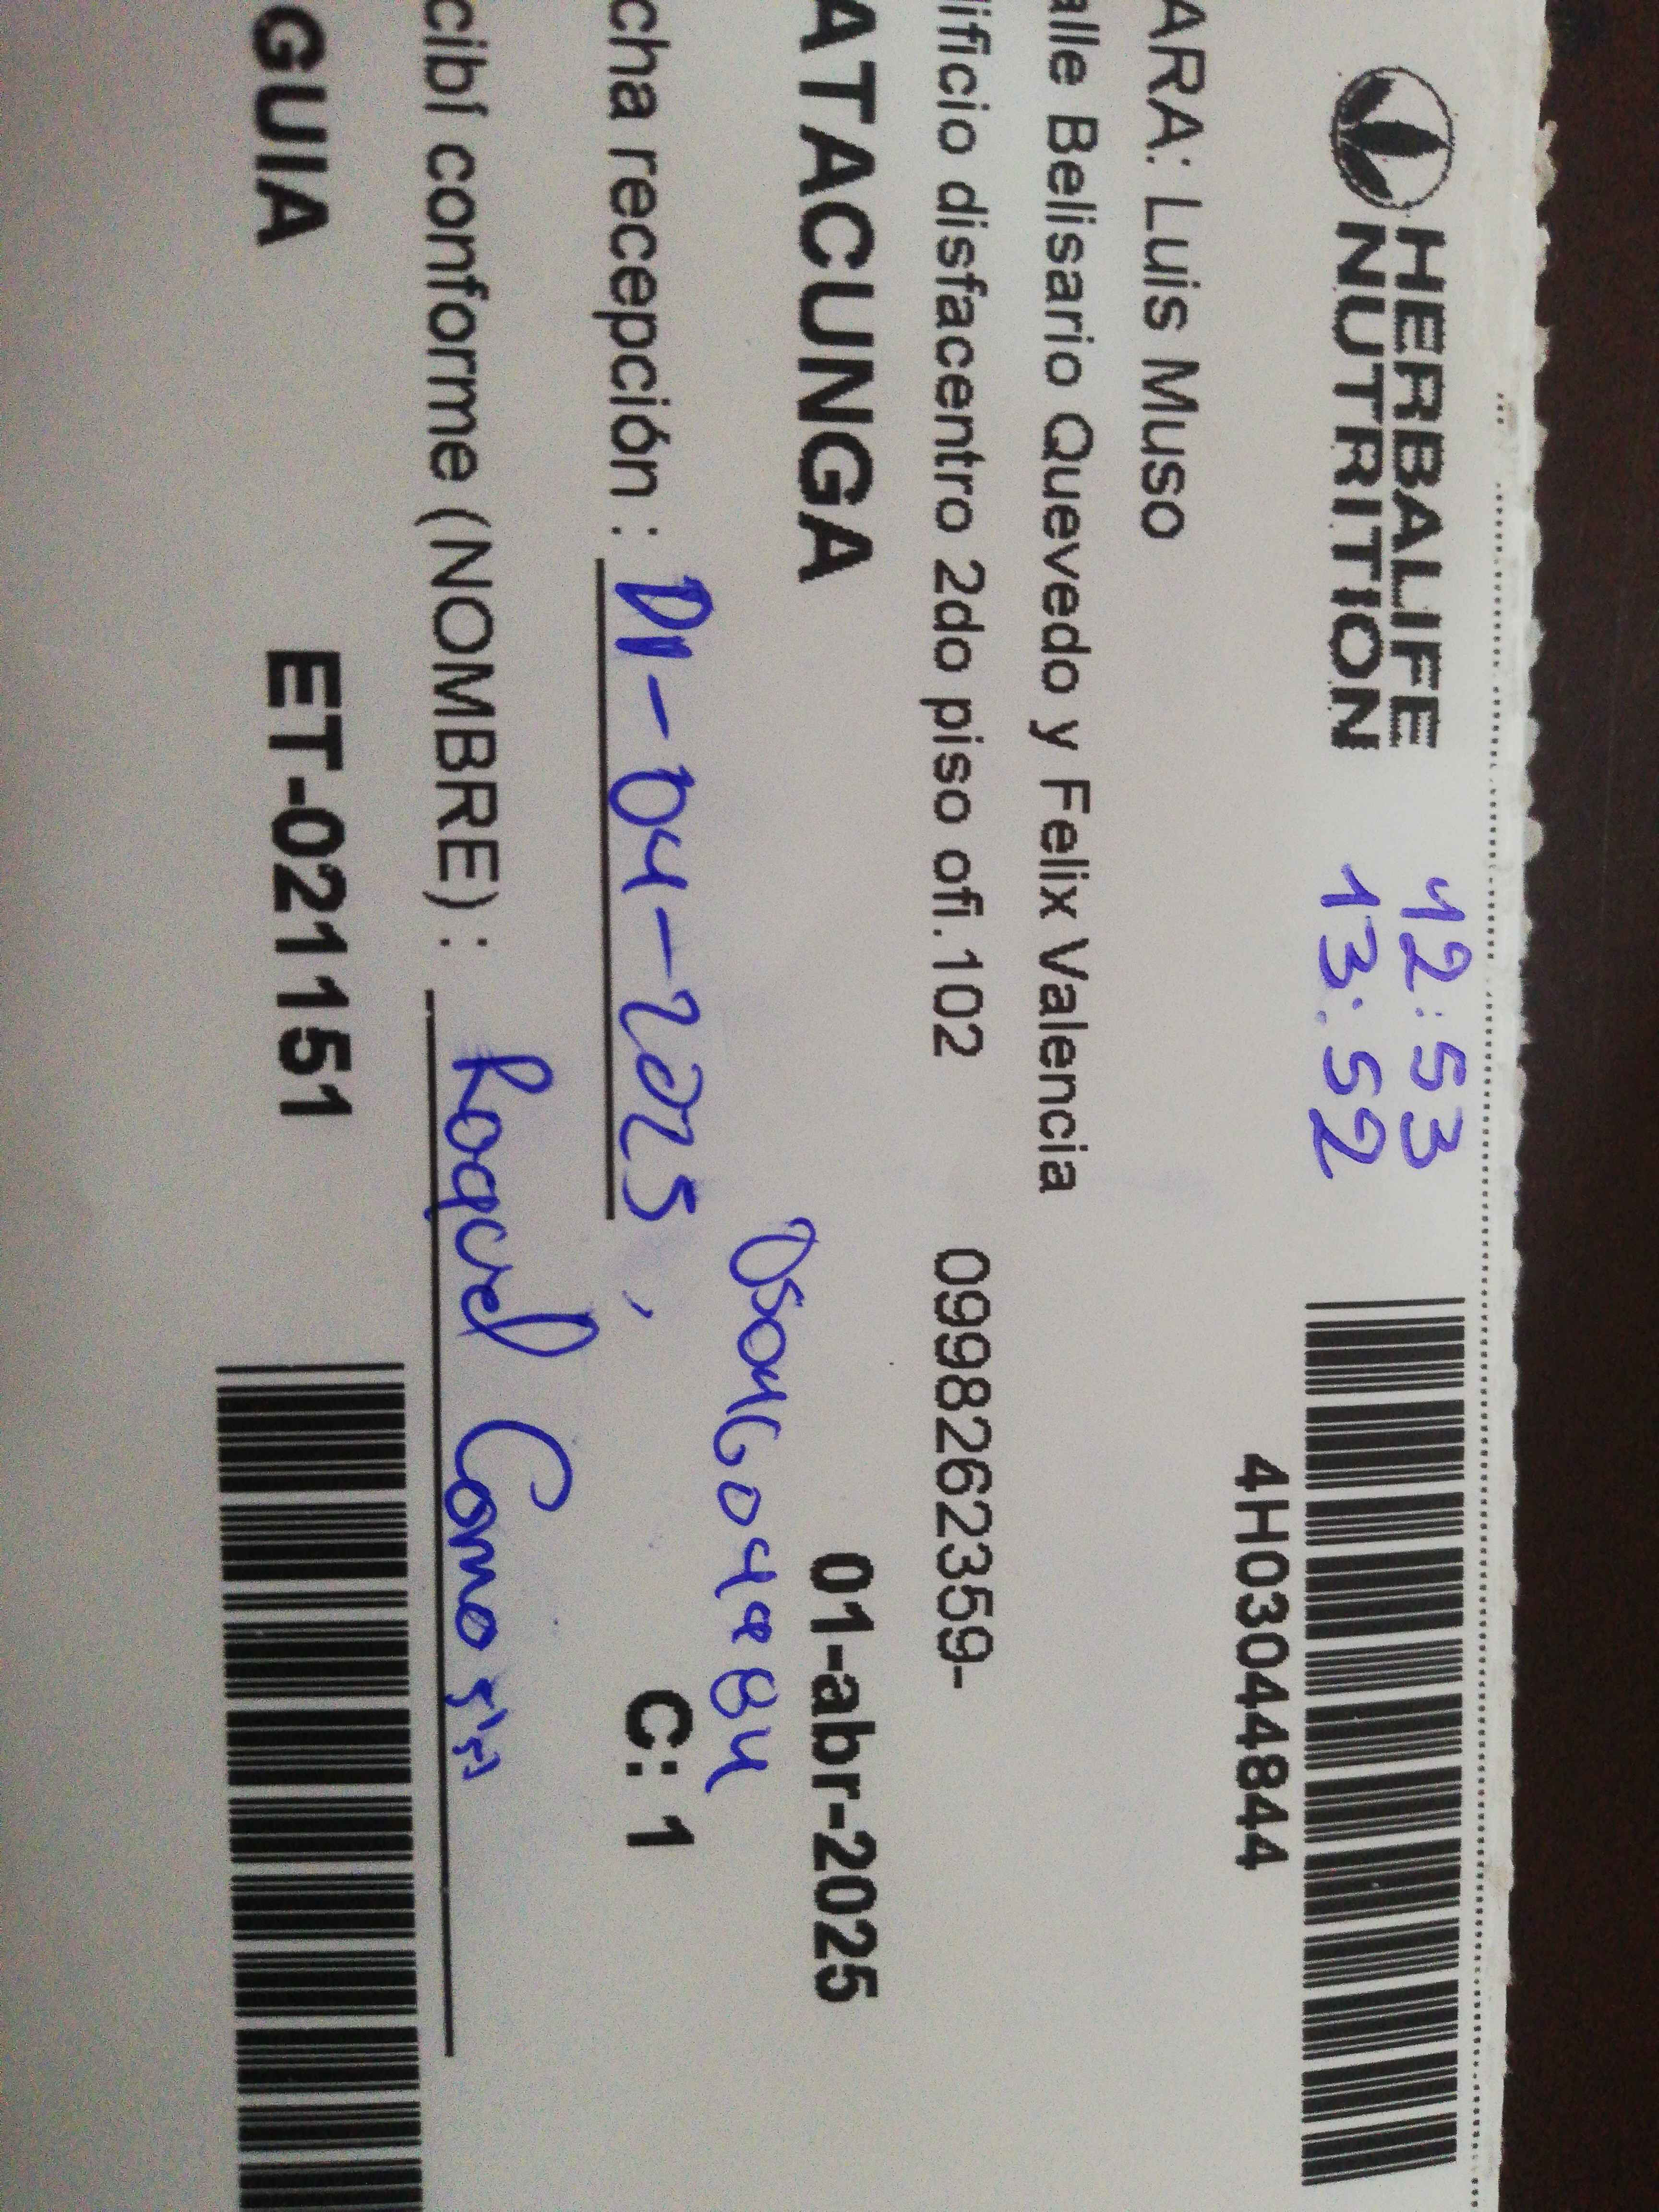 HERBALIFE
NUTRITION
12:53
13:52
4H03044844
ARA: Luis Muso
alle Belisario Quevedo y Felix Valencia
ificio disfacentro 2do piso ofi.102 0998262359-
ATACUNGA 01-abr-2025
cha recepción : 01-04-2025
C: 1
cibí conforme (NOMBRE) : Raquel
GUIA ET-021151